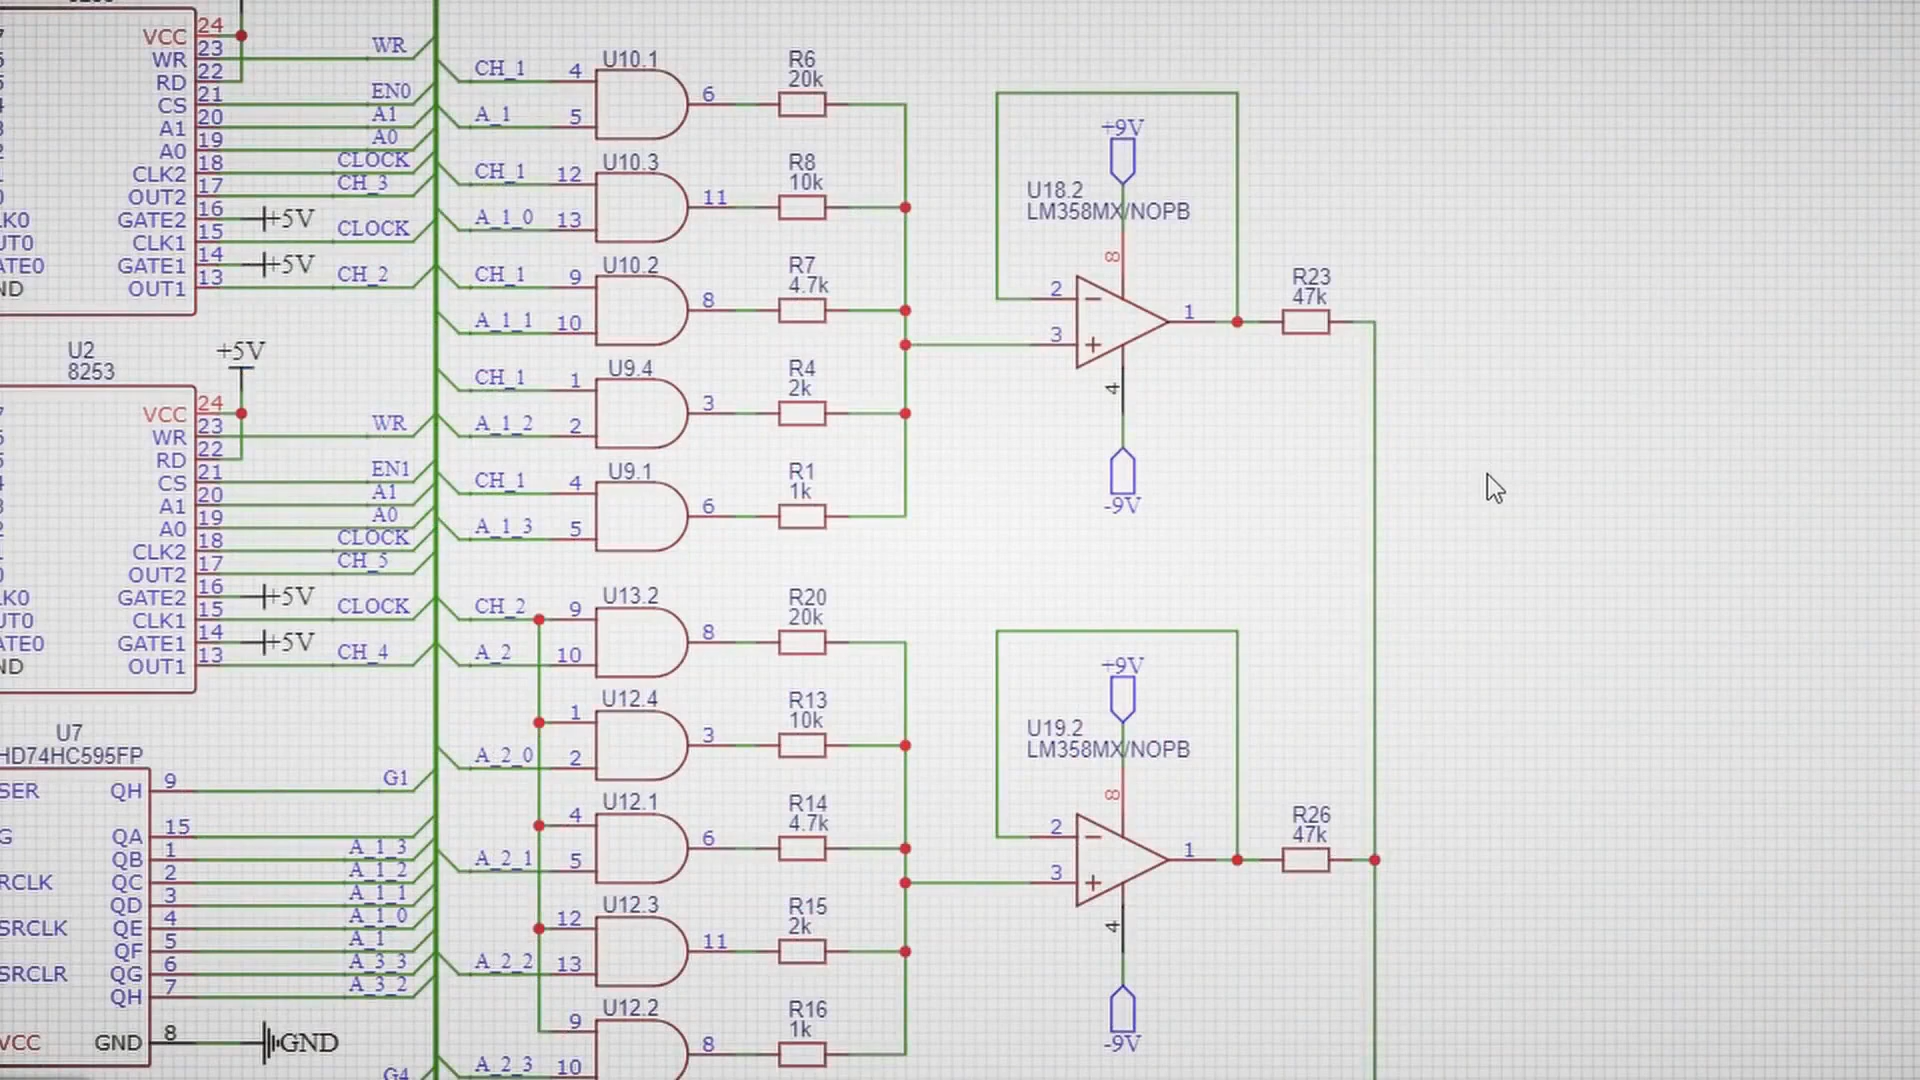 VCC 24
WR 23 WR
RD 22
CS 21 EN0
A1 20 A1
A0 19 A0
CLK2 18 CLOCK
OUT2 17 CH_3
GATE2 16 +5V
CLK1 15 CLOCK
GATE1 14 +5V
OUT1 13 CH_2
U2
8253
+5V
VCC 24
WR 23 WR
RD 22
CS 21 EN1
A1 20 A1
A0 19 A0
CLK2 18 CLOCK
OUT2 17 CH_5
GATE2 16 +5V
CLK1 15 CLOCK
GATE1 14 +5V
OUT1 13 CH_4
U7
HD74HC595FP
SER QH 9 G1
G QA 15
QB 1 A_1_3
RCLK QC 2 A_1_2
QD 3 A_1_1
SRCLK QE 4 A_1_0
QF 5 A_1
SRCLR QG 6 A_3_3
QH 7 A_3_2
VCC GND 8 GND
G4
U10.1
CH_1 4
A_1 5
6
R6
20k
U10.3
CH_1 12
A_1_0 13
11
R8
10k
U10.2
CH_1 9
A_1_1 10
8
R7
4.7k
U9.4
CH_1 1
A_1_2 2
3
R4
2k
U9.1
CH_1 4
A_1_3 5
6
R1
1k
U13.2
CH_2 9
A_2 10
8
R20
20k
U12.4
1
A_2_0 2
3
R13
10k
U12.1
4
A_2_1 5
6
R14
4.7k
U12.3
12
A_2_2 13
11
R15
2k
U12.2
9
A_2_3 10
8
R16
1k
+9V
U18.2
LM358MX/NOPB
8
2 −
3 +
1
4
-9V
R23
47k
+9V
U19.2
LM358MX/NOPB
8
2 −
3 +
1
4
-9V
R26
47k